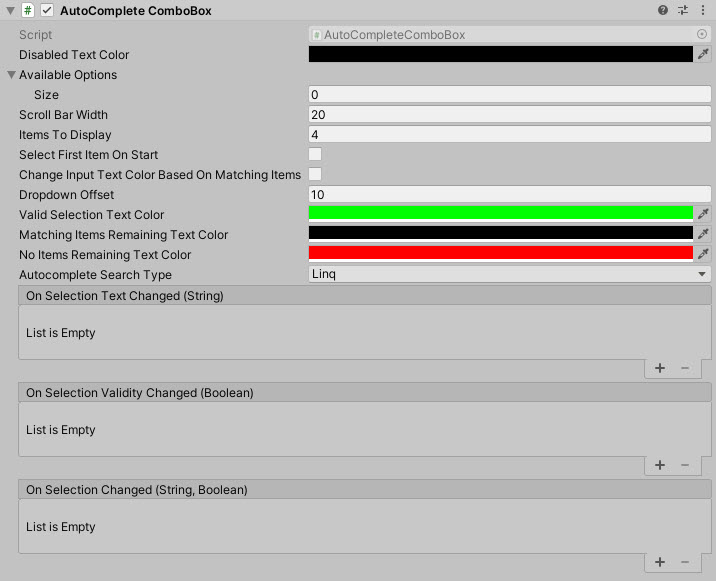 AutoComplete ComboBox
Script AutoCompleteComboBox
Disabled Text Color
Available Options
Size 0
Scroll Bar Width 20
Items To Display 4
Select First Item On Start
Change Input Text Color Based On Matching Items
Dropdown Offset 10
Valid Selection Text Color
Matching Items Remaining Text Color
No Items Remaining Text Color
Autocomplete Search Type Linq
On Selection Text Changed (String)
List is Empty
On Selection Validity Changed (Boolean)
List is Empty
On Selection Changed (String, Boolean)
List is Empty